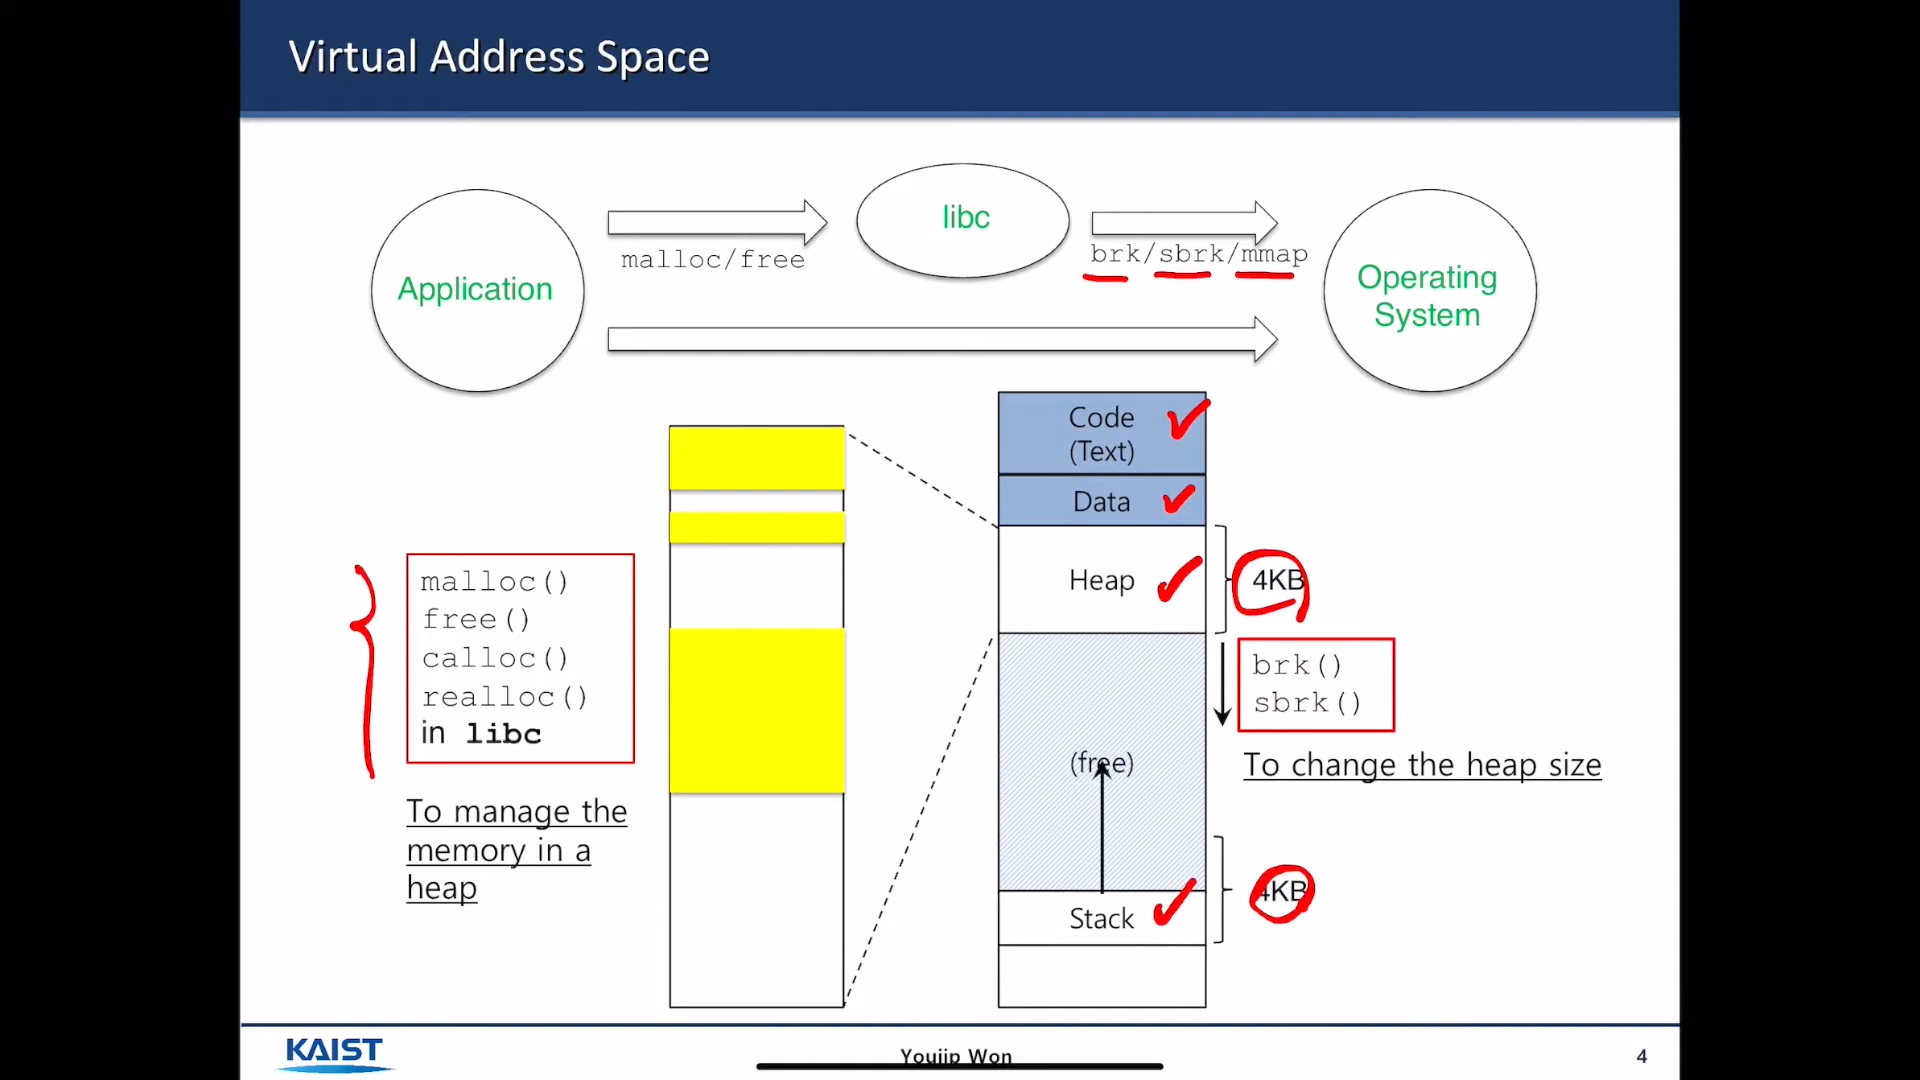 Virtual Address Space
libc
malloc/free
brk/sbrk/mmap
Application
Operating
System
Code
(Text)
Data
Heap
4KB
malloc()
free()
calloc()
realloc()
in libc
brk()
sbrk()
(free)
To change the heap size
To manage the
memory in a
heap
4KB
Stack
KAIST
Youjip Won
4